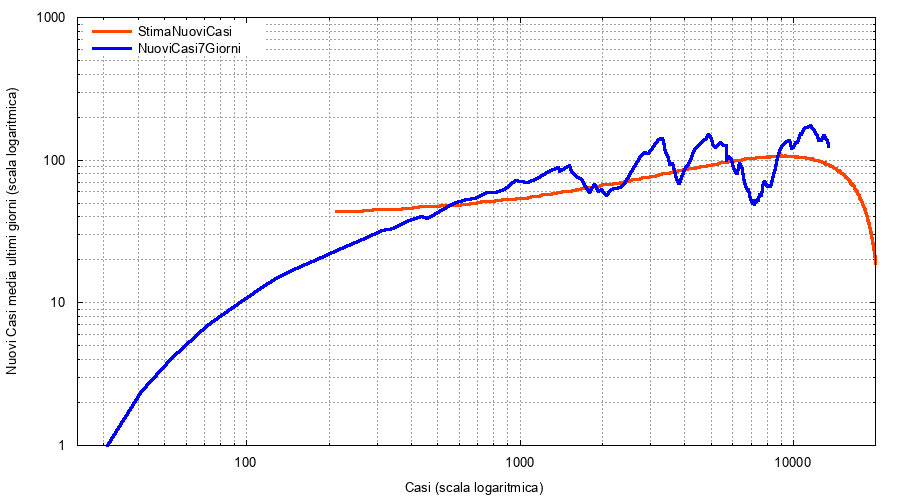 1000
StimaNuoviCasi
NuoviCasi7Giorni
100
10
1
Nuovi Casi media ultimi giorni (scala logaritmica)
100
1000
10000
Casi (scala logaritmica)